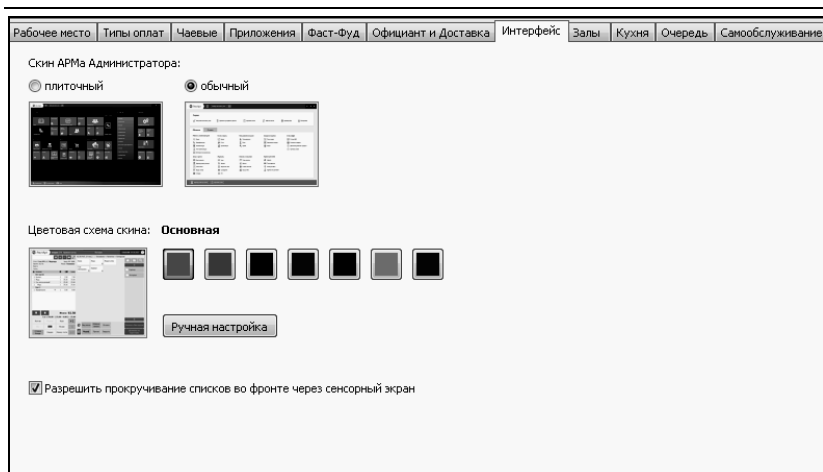 Рабочее место Типы оплат Чаевые Приложения Фаст-Фуд Официант и Доставка Интерфейс Залы Кухня Очередь Самообслуживание
Скин АРМа Администратора:
плиточный обычный
Цветовая схема скина: Основная
Ручная настройка
Разрешить прокручивание списков во фронте через сенсорный экран